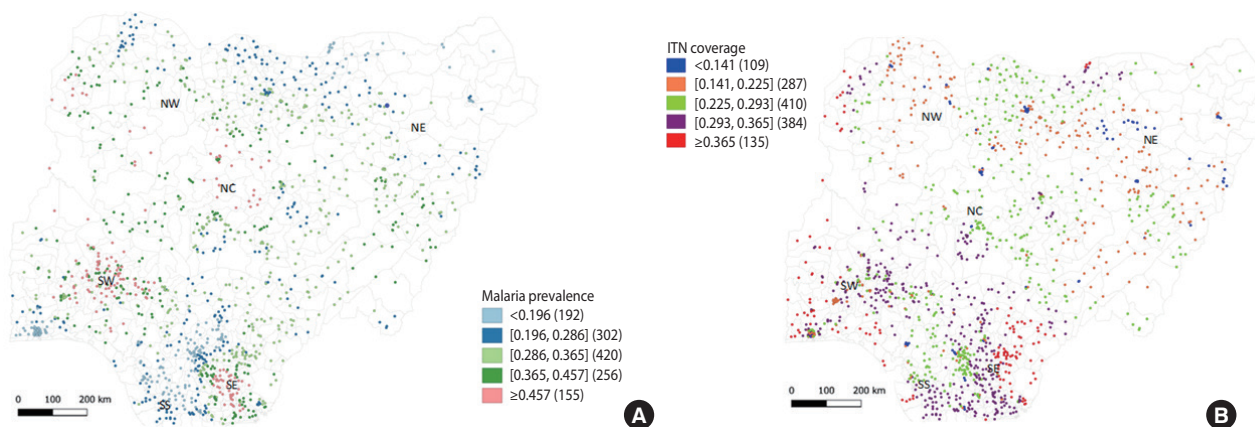 NW
NE
NC
SW
SE
SS
Malaria prevalence
<0.196 (192)
[0.196, 0.286] (302)
[0.286, 0.365] (420)
[0.365, 0.457] (256)
≥0.457 (155)
0 100 200 km
A
ITN coverage
<0.141 (109)
[0.141, 0.225] (287)
[0.225, 0.293] (410)
[0.293, 0.365] (384)
≥0.365 (135)
NW
NE
NC
SW
SE
SS
0 100 200 km
B